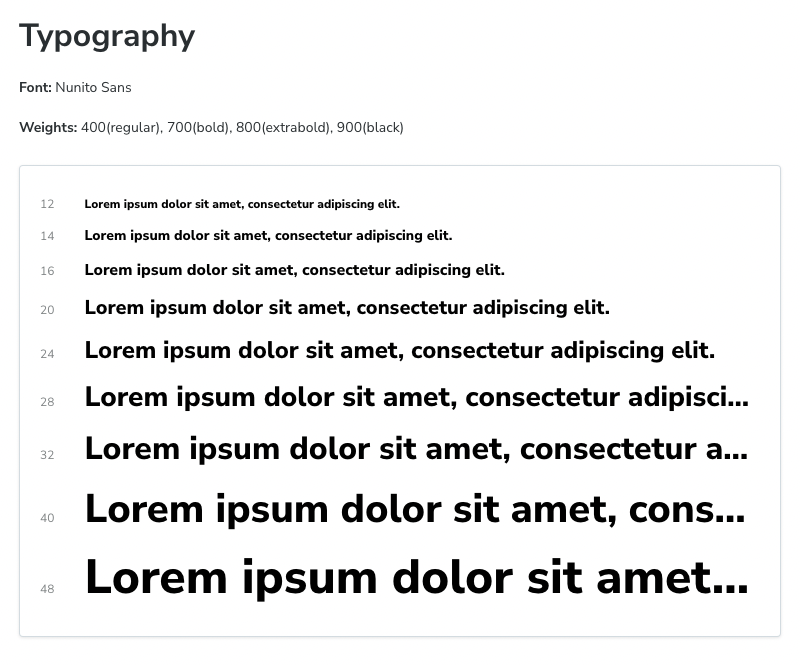 Typography
Font: Nunito Sans
Weights: 400(regular), 700(bold), 800(extrabold), 900(black)
12 Lorem ipsum dolor sit amet, consectetur adipiscing elit.
14 Lorem ipsum dolor sit amet, consectetur adipiscing elit.
16 Lorem ipsum dolor sit amet, consectetur adipiscing elit.
20 Lorem ipsum dolor sit amet, consectetur adipiscing elit.
24 Lorem ipsum dolor sit amet, consectetur adipiscing elit.
28 Lorem ipsum dolor sit amet, consectetur adipisci...
32 Lorem ipsum dolor sit amet, consectetur a...
40 Lorem ipsum dolor sit amet, cons...
48 Lorem ipsum dolor sit amet...